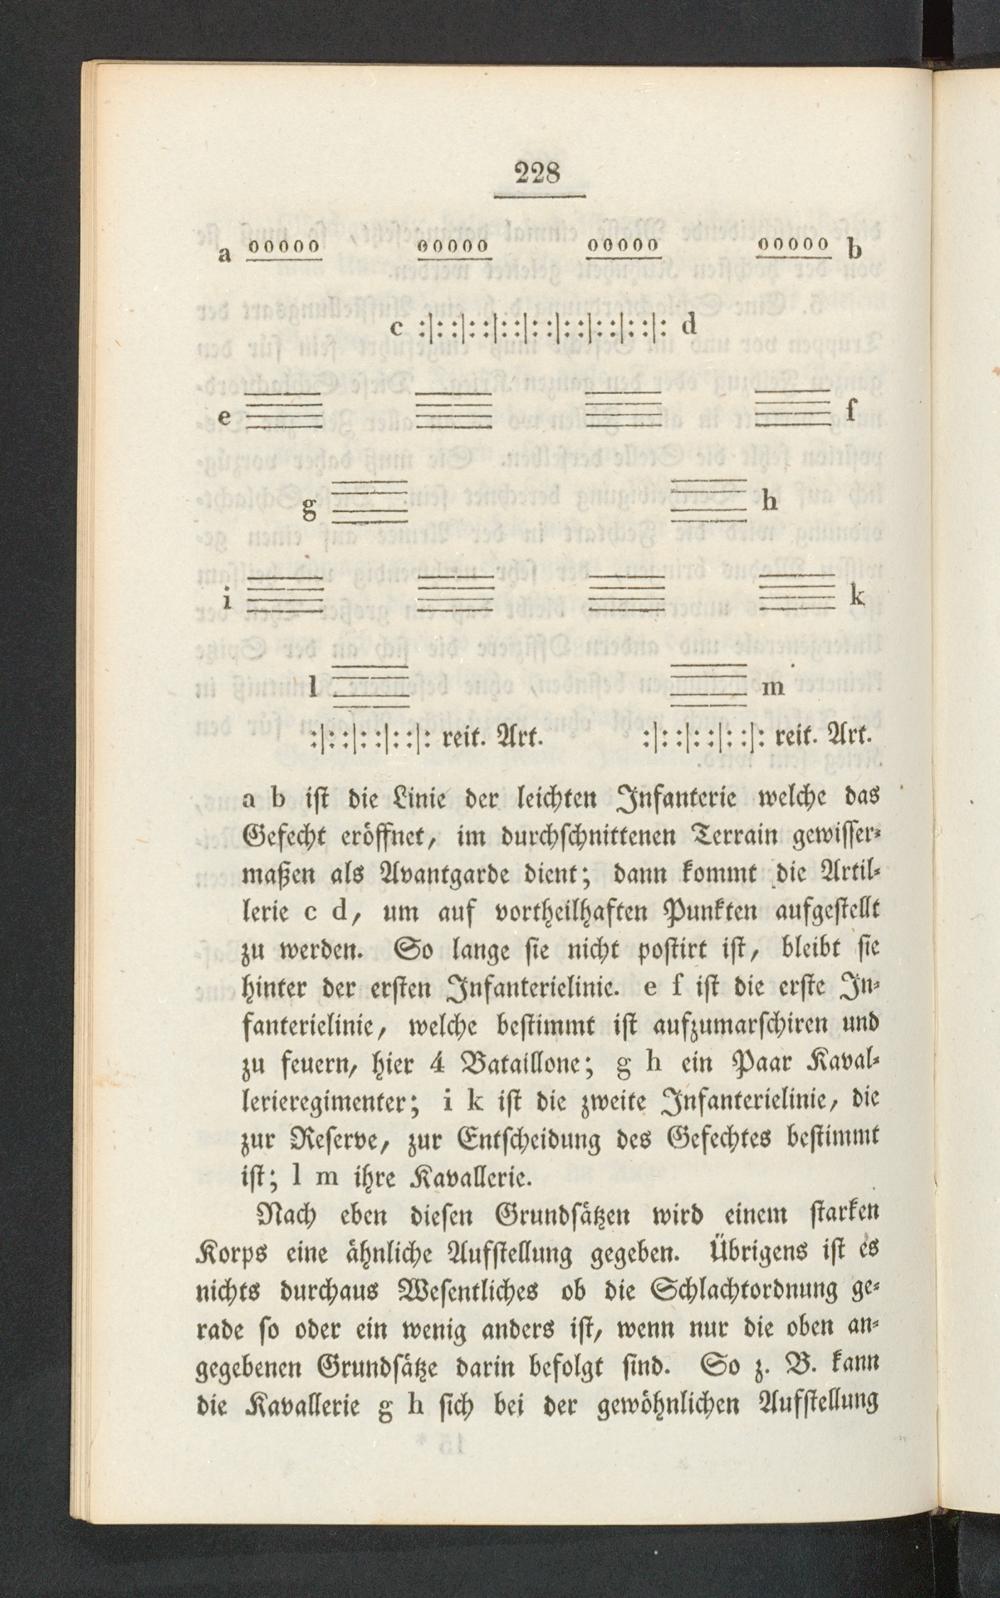 228
a ooooo ooooo ooooo ooooo b
c :|::|::|::|::|::|::|::|: d
e f
g h
i k
l m
:|::|::|::|: reit. Art. :|::|::|::|: reit. Art.
a b ist die Linie der leichten Infanterie welche das
Gefecht eröffnet, im durchschnittenen Terrain gewisser-
maßen als Avantgarde dient; dann kommt die Artil-
lerie c d, um auf vortheilhaften Punkten aufgestellt
zu werden. So lange sie nicht postirt ist, bleibt sie
hinter der ersten Infanterielinie. e f ist die erste In-
fanterielinie, welche bestimmt ist aufzumarschiren und
zu feuern, hier 4 Bataillone; g h ein Paar Kaval-
lerieregimenter; i k ist die zweite Infanterielinie, die
zur Reserve, zur Entscheidung des Gefechtes bestimmt
ist; l m ihre Kavallerie.
Nach eben diesen Grundsätzen wird einem starken
Korps eine ähnliche Aufstellung gegeben. Übrigens ist es
nichts durchaus Wesentliches ob die Schlachtordnung ge-
rade so oder ein wenig anders ist, wenn nur die oben an-
gegebenen Grundsätze darin befolgt sind. So z. B. kann
die Kavallerie g h sich bei der gewöhnlichen Aufstellung